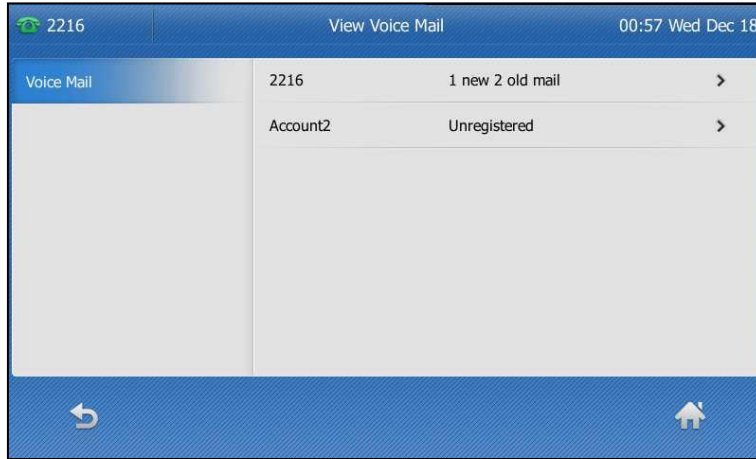 2216 View Voice Mail 00:57 Wed Dec 18
Voice Mail
2216 1 new 2 old mail
Account2 Unregistered